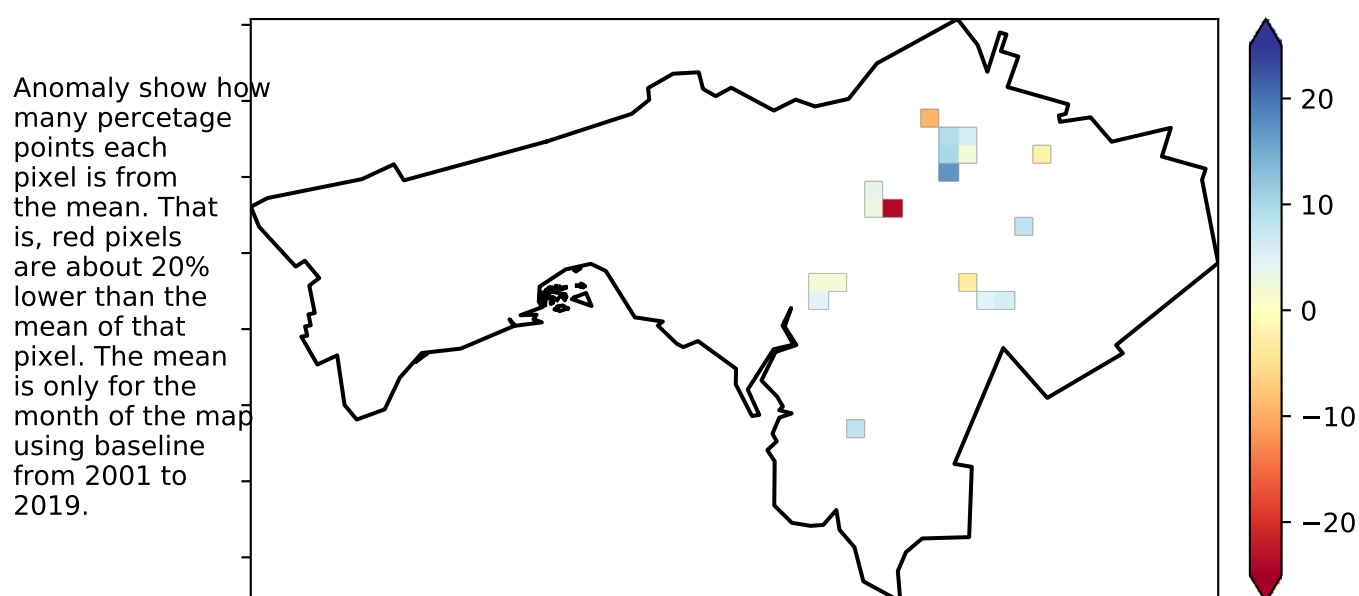 Anomaly show how
many percetage
points each
pixel is from
the mean. That
is, red pixels
are about 20%
lower than the
mean of that
pixel. The mean
is only for the
month of the map
using baseline
from 2001 to
2019.
20
10
0
−10
−20